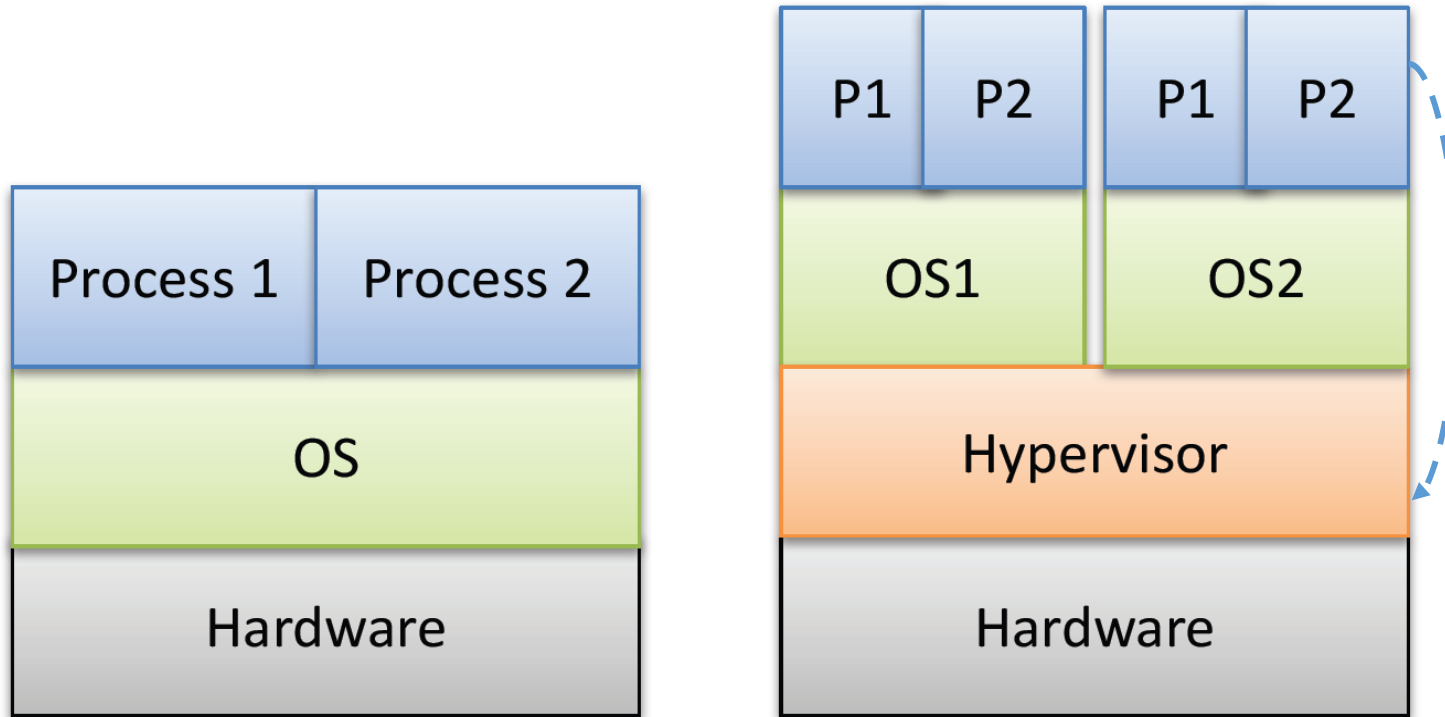 Process 1
Process 2
OS
Hardware
P1
P2
P1
P2
OS1
OS2
Hypervisor
Hardware